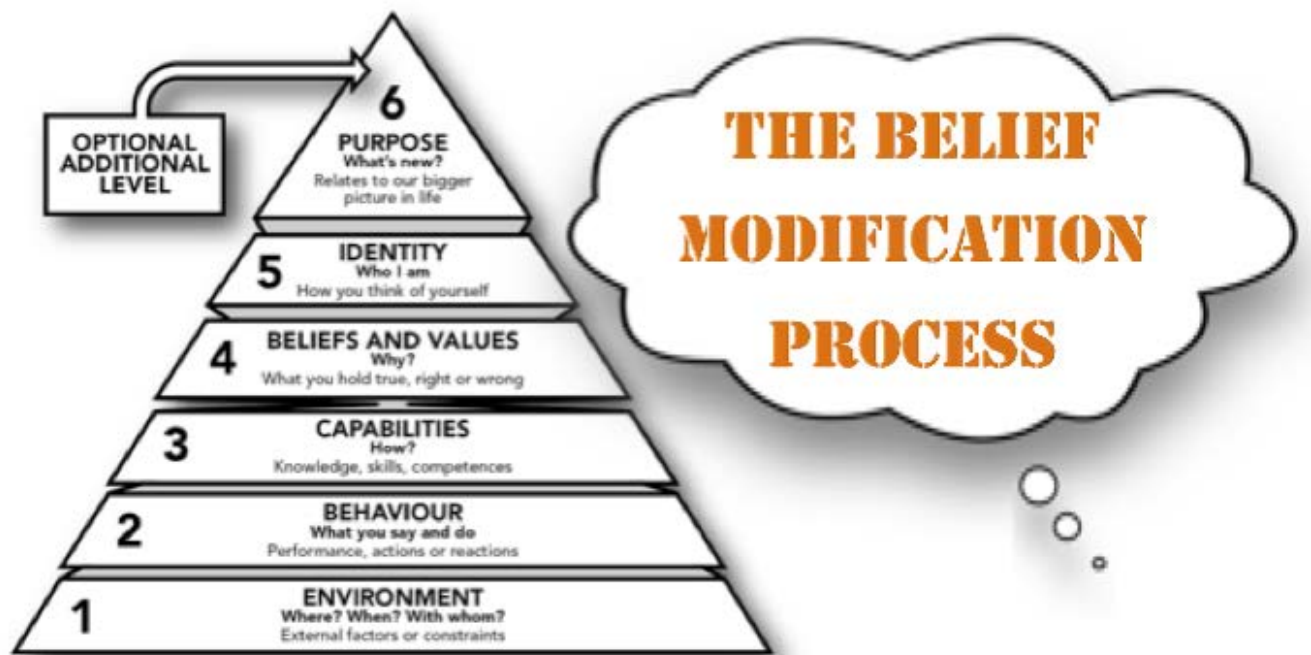 OPTIONAL
ADDITIONAL
LEVEL
6
PURPOSE
What's new?
Relates to our bigger
picture in life
5
IDENTITY
Who I am
How you think of yourself
4
BELIEFS AND VALUES
Why?
What you hold true, right or wrong
3
CAPABILITIES
How?
Knowledge, skills, competences
2
BEHAVIOUR
What you say and do
Performance, actions or reactions
1
ENVIRONMENT
Where? When? With whom?
External factors or constraints
THE BELIEF
MODIFICATION
PROCESS